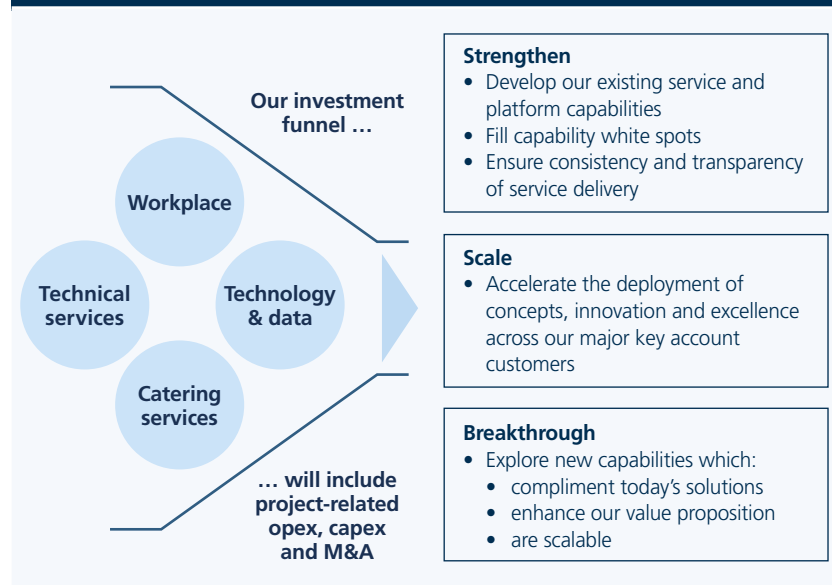 Our investment
funnel …
Workplace
Technical
services
Technology
& data
Catering
services
… will include
project-related
opex, capex
and M&A
Strengthen
• Develop our existing service and
platform capabilities
• Fill capability white spots
• Ensure consistency and transparency
of service delivery
Scale
• Accelerate the deployment of
concepts, innovation and excellence
across our major key account
customers
Breakthrough
• Explore new capabilities which:
• compliment today’s solutions
• enhance our value proposition
• are scalable